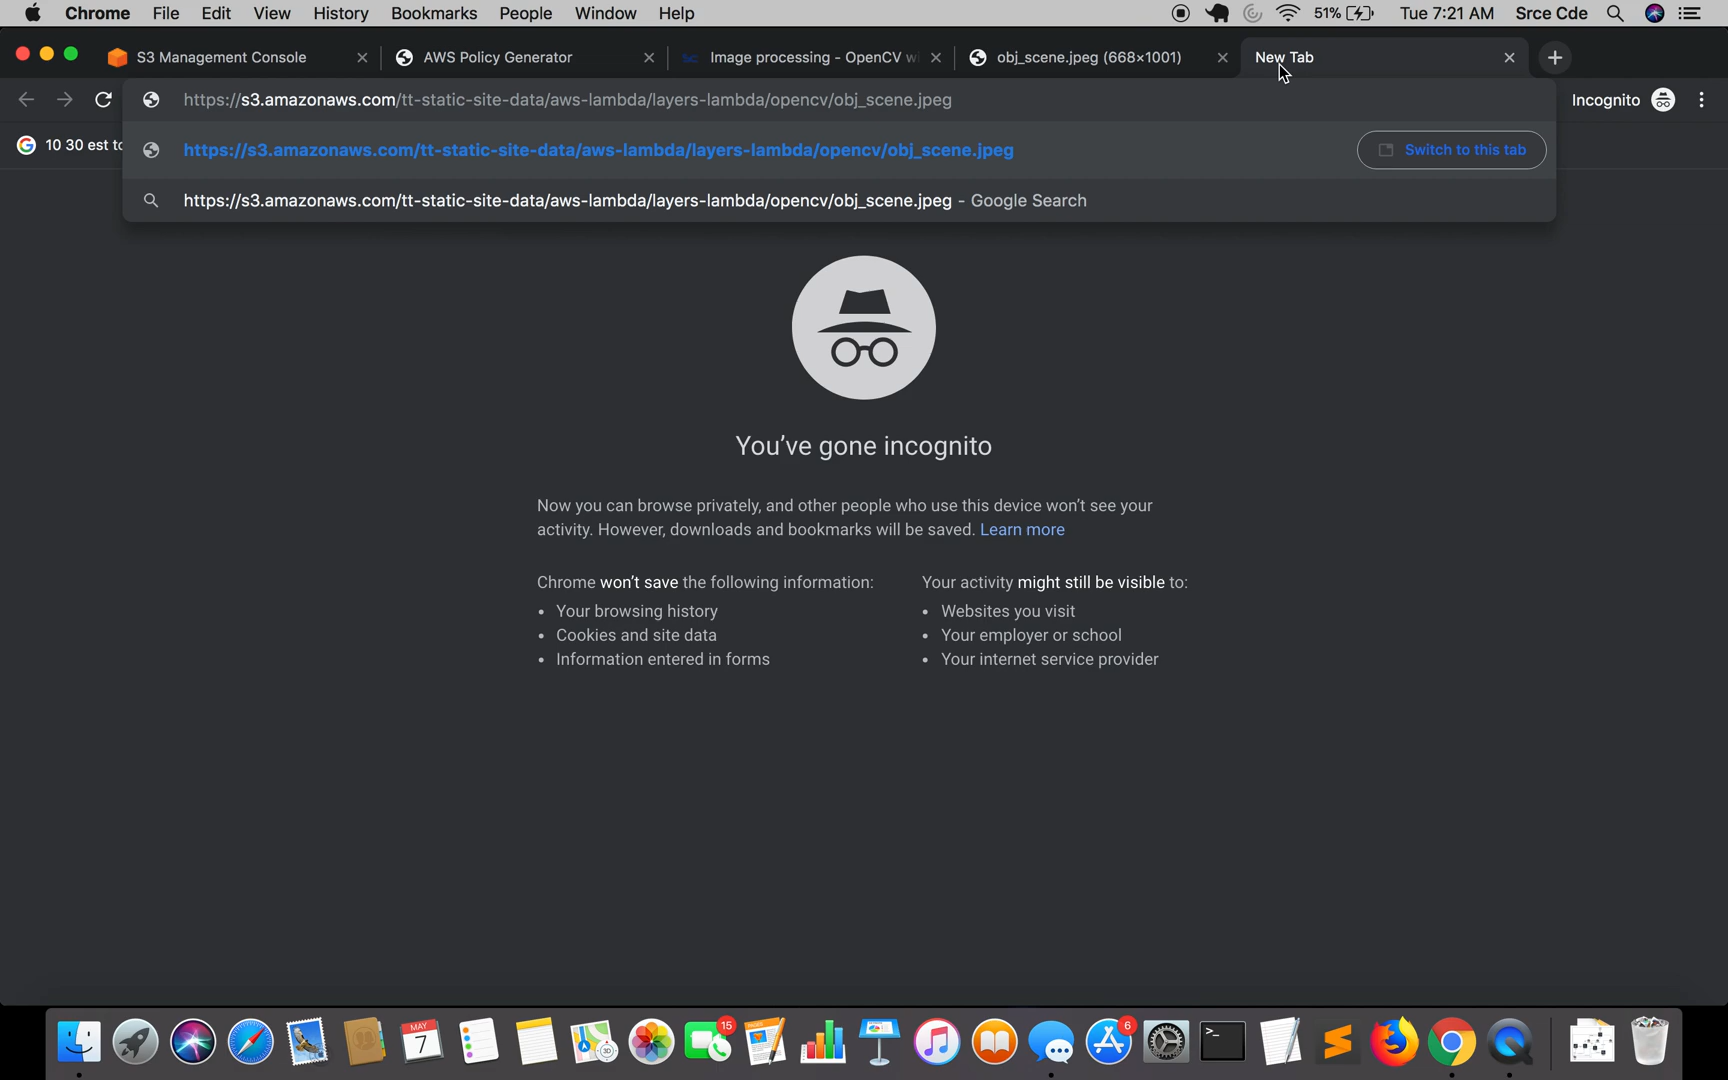 Chrome File Edit View History Bookmarks People Window Help 51% Tue 7:21 AM Srce Cde
S3 Management Console AWS Policy Generator Image processing - OpenCV wi obj_scene.jpeg (668×1001) New Tab
https://s3.amazonaws.com/tt-static-site-data/aws-lambda/layers-lambda/opencv/obj_scene.jpeg Incognito
10 30 est to https://s3.amazonaws.com/tt-static-site-data/aws-lambda/layers-lambda/opencv/obj_scene.jpeg Switch to this tab
https://s3.amazonaws.com/tt-static-site-data/aws-lambda/layers-lambda/opencv/obj_scene.jpeg - Google Search
You've gone incognito
Now you can browse privately, and other people who use this device won't see your
activity. However, downloads and bookmarks will be saved. Learn more
Chrome won't save the following information:
• Your browsing history
• Cookies and site data
• Information entered in forms
Your activity might still be visible to:
• Websites you visit
• Your employer or school
• Your internet service provider
MAY
7
3D
15
PAGES
6